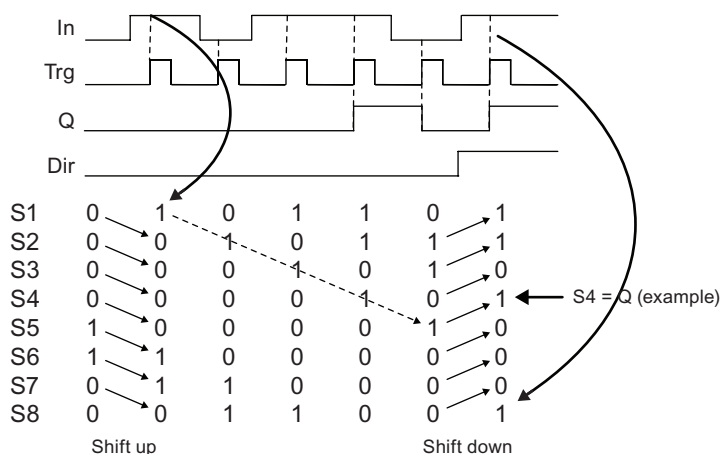 In
Trg
Q
Dir
S1 0 1 0 1 1 0 1
S2 0 0 1 0 1 1 1
S3 0 0 0 1 0 1 0
S4 0 0 0 0 1 0 1 S4 = Q (example)
S5 1 0 0 0 0 1 0
S6 1 1 0 0 0 0 0
S7 0 1 1 0 0 0 0
S8 0 0 1 1 0 0 1
Shift up Shift down